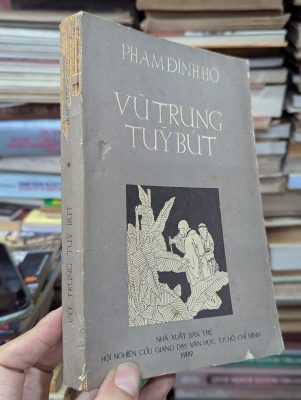 PHẠM ĐÌNH HỔ
VŨ TRUNG
TUỲ BÚT
NHÀ XUẤT BẢN TRẺ
HỘI NGHIÊN CỨU GIẢNG DẠY VĂN HỌC T.P. HỒ CHÍ MINH
1989
VŨ TRUNG TUỲ BÚT